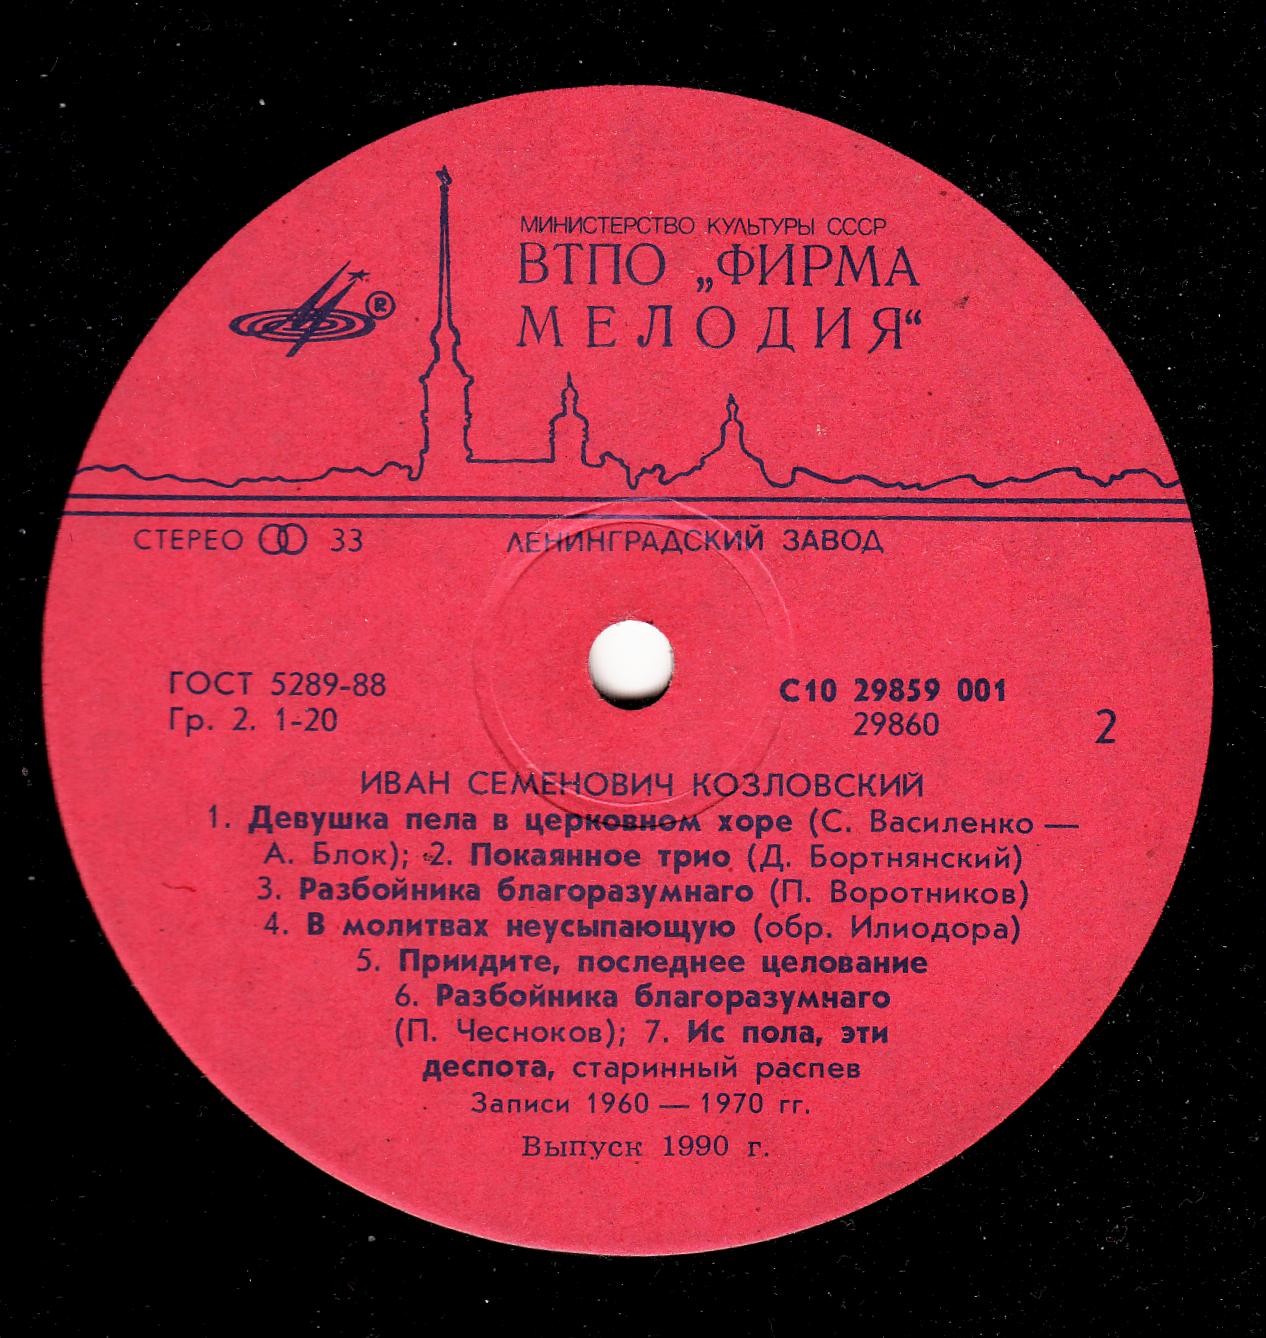 МИНИСТЕРСТВО КУЛЬТУРЫ СССР
ВТПО „ФИРМА
МЕЛОДИЯ“
®
СТЕРЕО 33
ЛЕНИНГРАДСКИЙ ЗАВОД
ГОСТ 5289-88
Гр. 2. 1-20
С10 29859 001
29860
2
ИВАН СЕМЕНОВИЧ КОЗЛОВСКИЙ
1. Девушка пела в церковном хоре (С. Василенко —
А. Блок); 2. Покаянное трио (Д. Бортнянский)
3. Разбойника благоразумнаго (П. Воротников)
4. В молитвах неусыпающую (обр. Илиодора)
5. Приидите, последнее целование
6. Разбойника благоразумнаго
(П. Чесноков); 7. Ис пола, эти
деспота, старинный распев
Записи 1960 — 1970 гг.
Выпуск 1990 г.